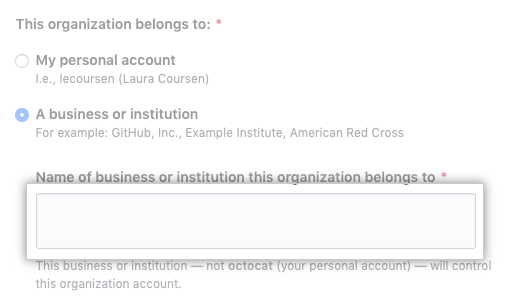 This organization belongs to: *
My personal account
I.e., lecoursen (Laura Coursen)
A business or institution
For example: GitHub, Inc., Example Institute, American Red Cross
Name of business or institution this organization belongs to *
This business or institution — not octocat (your personal account) — will control
this organization account.